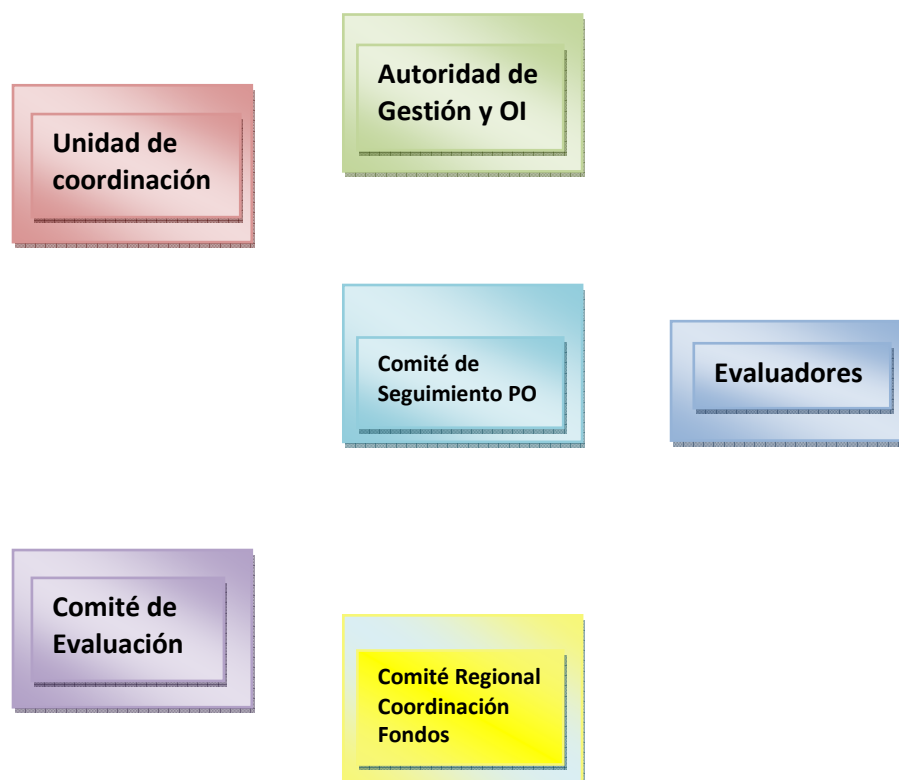 Autoridad de
Gestión y OI
Unidad de
coordinación
Comité de
Seguimiento PO
Evaluadores
Comité de
Evaluación
Comité Regional
Coordinación
Fondos